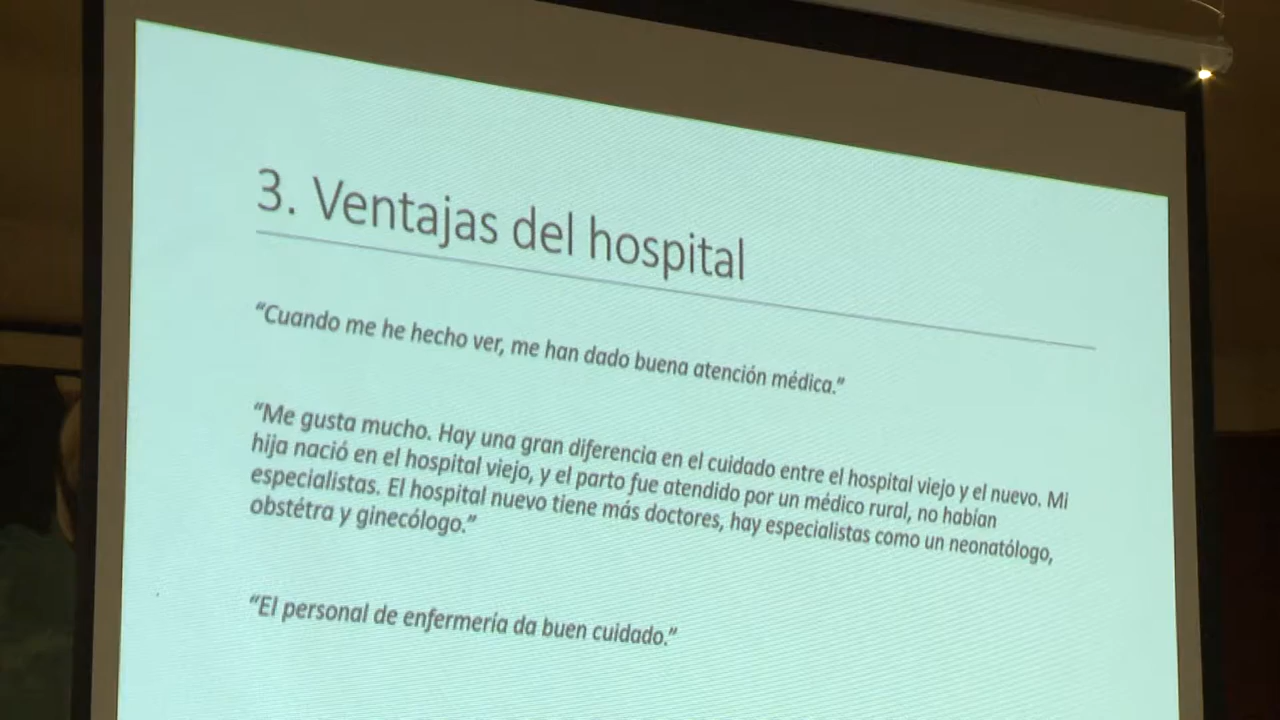 3. Ventajas del hospital
“Cuando me he hecho ver, me han dado buena atención médica.”
“Me gusta mucho. Hay una gran diferencia en el cuidado entre el hospital viejo y el nuevo. Mi
hija nació en el hospital viejo, y el parto fue atendido por un médico rural, no habían
especialistas. El hospital nuevo tiene más doctores, hay especialistas como un neonatólogo,
obstétra y ginecólogo.”
“El personal de enfermería da buen cuidado.”